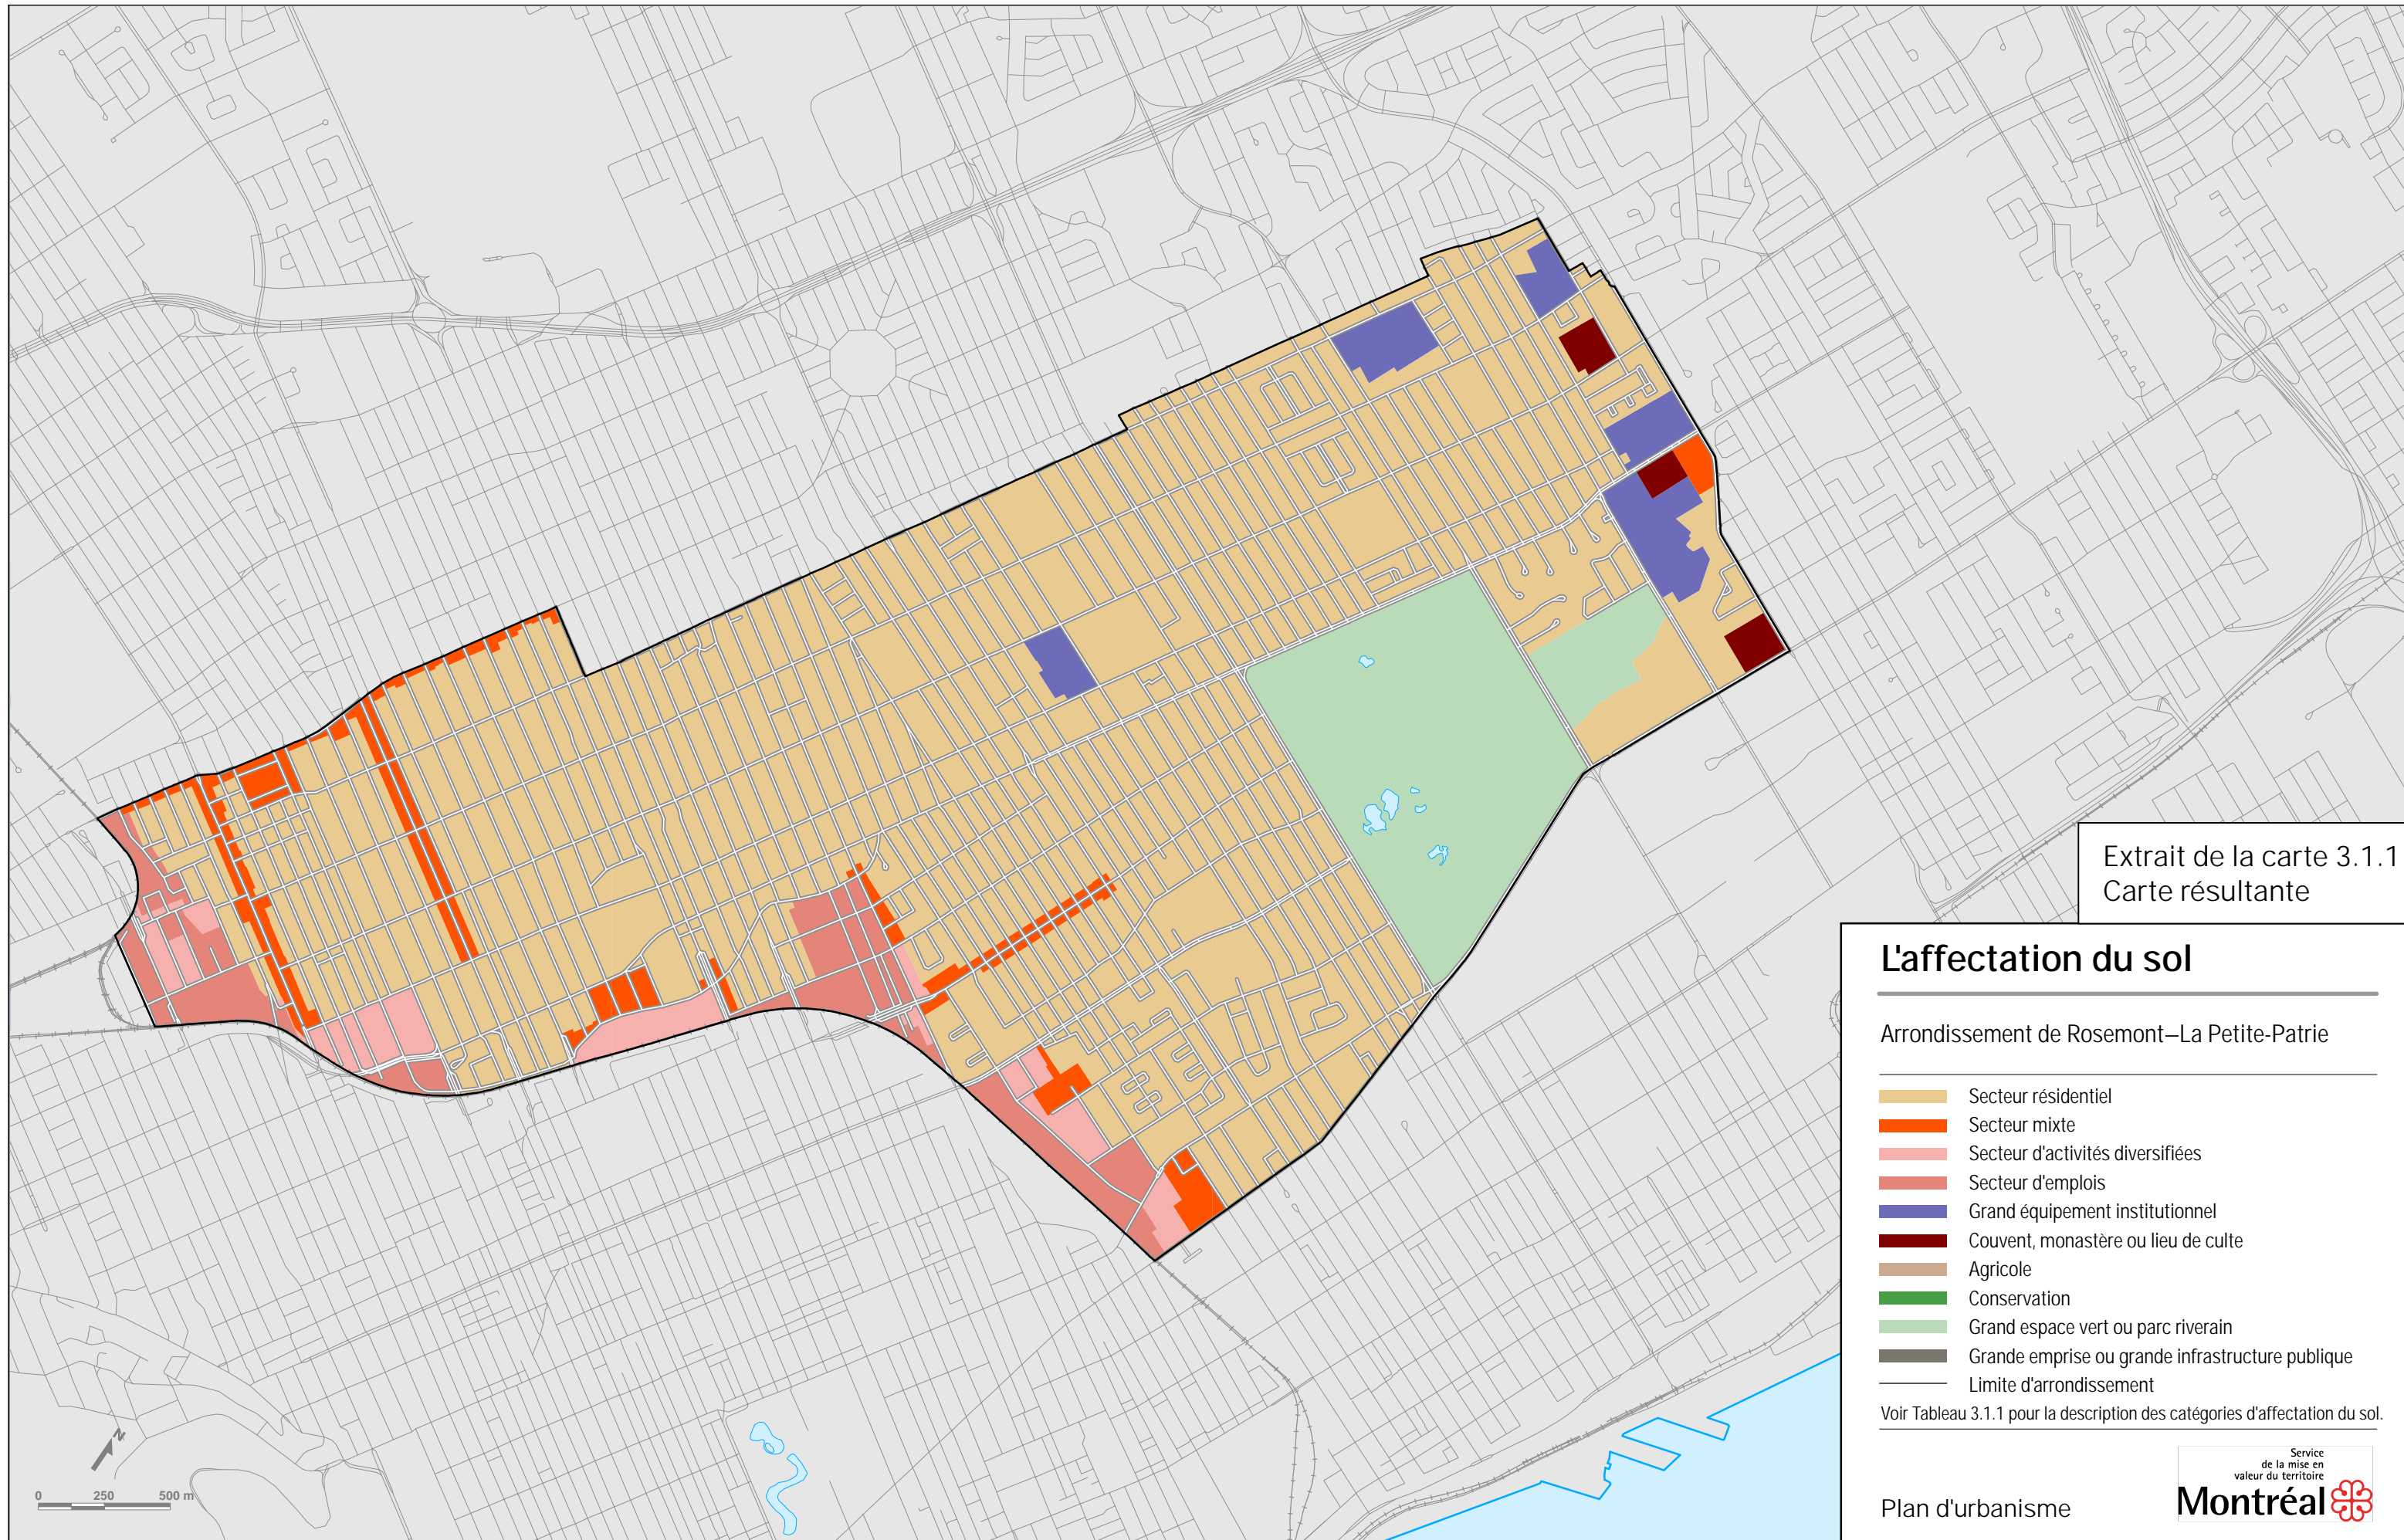 Extrait de la carte 3.1.1
Carte résultante
L'affectation du sol
Arrondissement de Rosemont–La Petite-Patrie
Secteur résidentiel
Secteur mixte
Secteur d'activités diversifiées
Secteur d'emplois
Grand équipement institutionnel
Couvent, monastère ou lieu de culte
Agricole
Conservation
Grand espace vert ou parc riverain
Grande emprise ou grande infrastructure publique
Limite d'arrondissement
Voir Tableau 3.1.1 pour la description des catégories d'affectation du sol.
Plan d'urbanisme
Service
de la mise en
valeur du territoire
Montréal
N
0 250 500 m